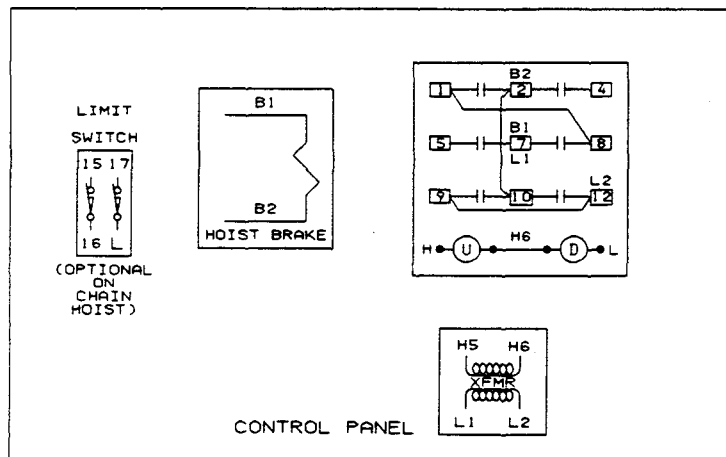 LIMIT
SWITCH
15 17
16 L
(OPTIONAL
ON
CHAIN
HOIST)
B1
B2
HOIST BRAKE
B2
1 2 4
B1
5 7 8
L1
L2
9 10 12
H6
H U D L
H5 H6
XFMR
L1 L2
CONTROL PANEL